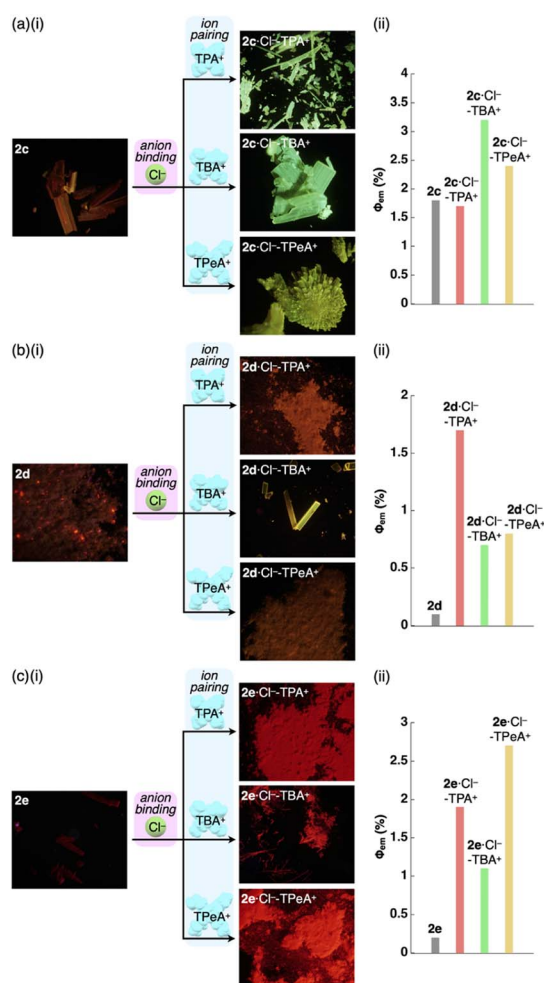 (a)(i)
2c
anion
binding
Cl⁻
ion
pairing
TPA⁺
TBA⁺
TPeA⁺
2c·Cl⁻-TPA⁺
2c·Cl⁻-TBA⁺
2c·Cl⁻-TPeA⁺
(ii)
Φem (%)
4
3.5
3
2.5
2
1.5
1
0.5
0
2c
2c·Cl⁻
-TPA⁺
2c·Cl⁻
-TBA⁺
2c·Cl⁻
-TPeA⁺
(b)(i)
2d
anion
binding
Cl⁻
ion
pairing
TPA⁺
TBA⁺
TPeA⁺
2d·Cl⁻-TPA⁺
2d·Cl⁻-TBA⁺
2d·Cl⁻-TPeA⁺
(ii)
Φem (%)
2
1.5
1
0.5
0
2d
2d·Cl⁻
-TPA⁺
2d·Cl⁻
-TBA⁺
2d·Cl⁻
-TPeA⁺
(c)(i)
2e
anion
binding
Cl⁻
ion
pairing
TPA⁺
TBA⁺
TPeA⁺
2e·Cl⁻-TPA⁺
2e·Cl⁻-TBA⁺
2e·Cl⁻-TPeA⁺
(ii)
Φem (%)
3
2.5
2
1.5
1
0.5
0
2e
2e·Cl⁻
-TPA⁺
2e·Cl⁻
-TBA⁺
2e·Cl⁻
-TPeA⁺